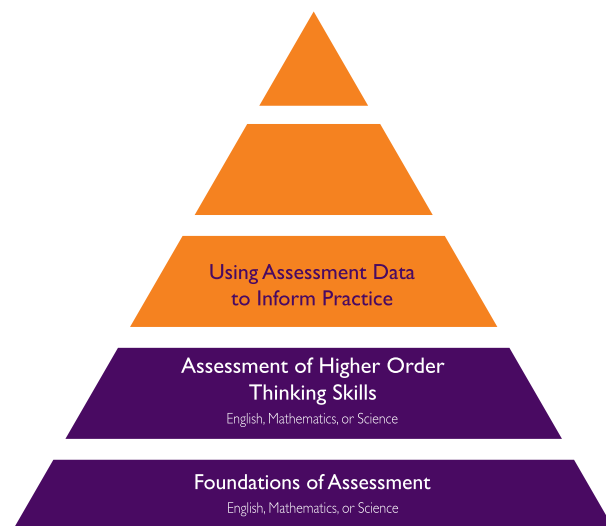 Using Assessment Data
to Inform Practice
Assessment of Higher Order
Thinking Skills
English, Mathematics, or Science
Foundations of Assessment
English, Mathematics, or Science